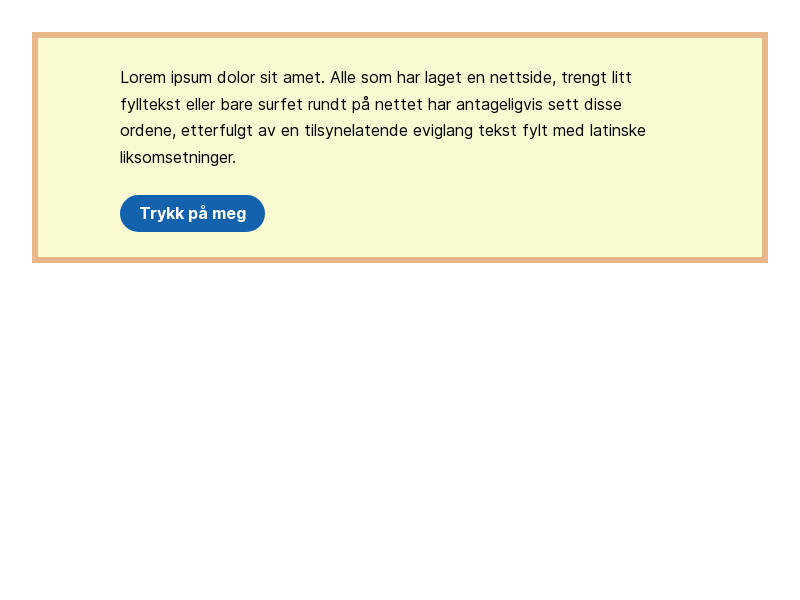 Lorem ipsum dolor sit amet. Alle som har laget en nettside, trengt litt
fylltekst eller bare surfet rundt på nettet har antageligvis sett disse
ordene, etterfulgt av en tilsynelatende eviglang tekst fylt med latinske
liksomsetninger.
Trykk på meg